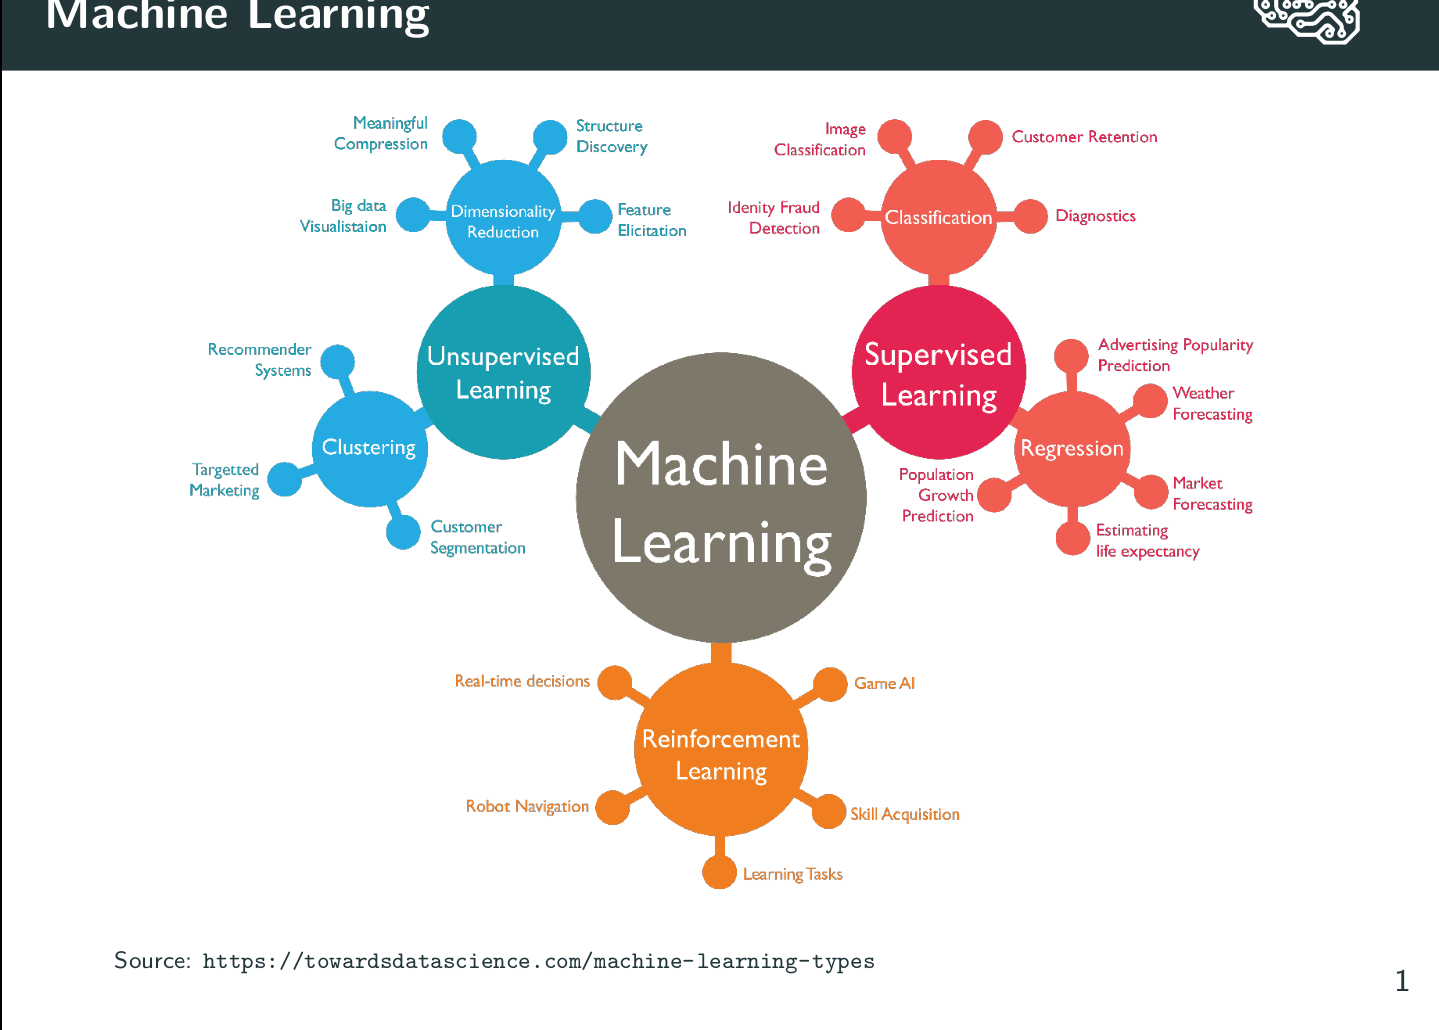 Machine Learning
Meaningful
Compression
Structure
Discovery
Big data
Visualistaion
Dimensionality
Reduction
Feature
Elicitation
Image
Classification
Customer Retention
Idenity Fraud
Detection
Classification
Diagnostics
Recommender
Systems
Unsupervised
Learning
Clustering
Targetted
Marketing
Customer
Segmentation
Supervised
Learning
Advertising Popularity
Prediction
Weather
Forecasting
Regression
Population
Growth
Prediction
Market
Forecasting
Estimating
life expectancy
Machine
Learning
Real-time decisions
Game AI
Reinforcement
Learning
Robot Navigation
Skill Acquisition
Learning Tasks
Source: https://towardsdatascience.com/machine-learning-types
1